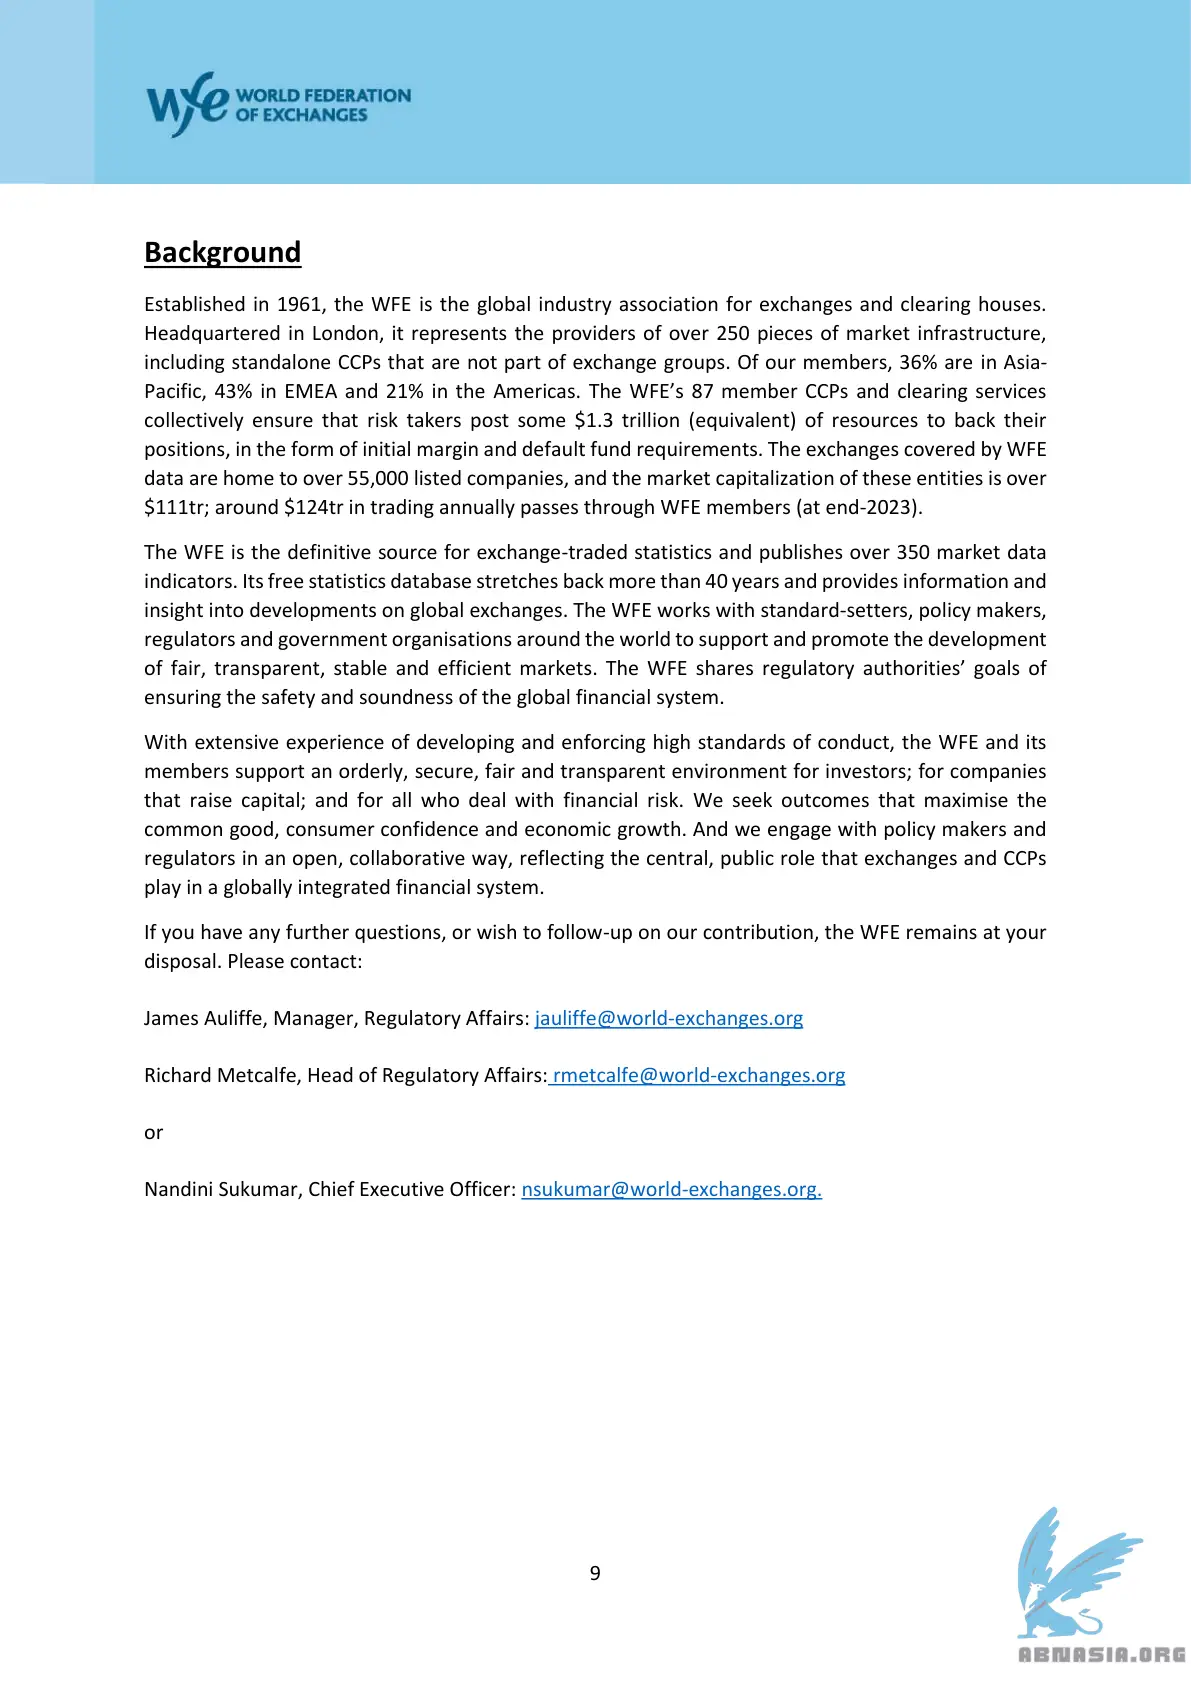 wfe WORLD FEDERATION
OF EXCHANGES
Background
Established in 1961, the WFE is the global industry association for exchanges and clearing houses.
Headquartered in London, it represents the providers of over 250 pieces of market infrastructure,
including standalone CCPs that are not part of exchange groups. Of our members, 36% are in Asia-
Pacific, 43% in EMEA and 21% in the Americas. The WFE’s 87 member CCPs and clearing services
collectively ensure that risk takers post some $1.3 trillion (equivalent) of resources to back their
positions, in the form of initial margin and default fund requirements. The exchanges covered by WFE
data are home to over 55,000 listed companies, and the market capitalization of these entities is over
$111tr; around $124tr in trading annually passes through WFE members (at end-2023).
The WFE is the definitive source for exchange-traded statistics and publishes over 350 market data
indicators. Its free statistics database stretches back more than 40 years and provides information and
insight into developments on global exchanges. The WFE works with standard-setters, policy makers,
regulators and government organisations around the world to support and promote the development
of fair, transparent, stable and efficient markets. The WFE shares regulatory authorities’ goals of
ensuring the safety and soundness of the global financial system.
With extensive experience of developing and enforcing high standards of conduct, the WFE and its
members support an orderly, secure, fair and transparent environment for investors; for companies
that raise capital; and for all who deal with financial risk. We seek outcomes that maximise the
common good, consumer confidence and economic growth. And we engage with policy makers and
regulators in an open, collaborative way, reflecting the central, public role that exchanges and CCPs
play in a globally integrated financial system.
If you have any further questions, or wish to follow-up on our contribution, the WFE remains at your
disposal. Please contact:
James Auliffe, Manager, Regulatory Affairs: jauliffe@world-exchanges.org
Richard Metcalfe, Head of Regulatory Affairs: rmetcalfe@world-exchanges.org
or
Nandini Sukumar, Chief Executive Officer: nsukumar@world-exchanges.org.
9
ABNASIA.ORG